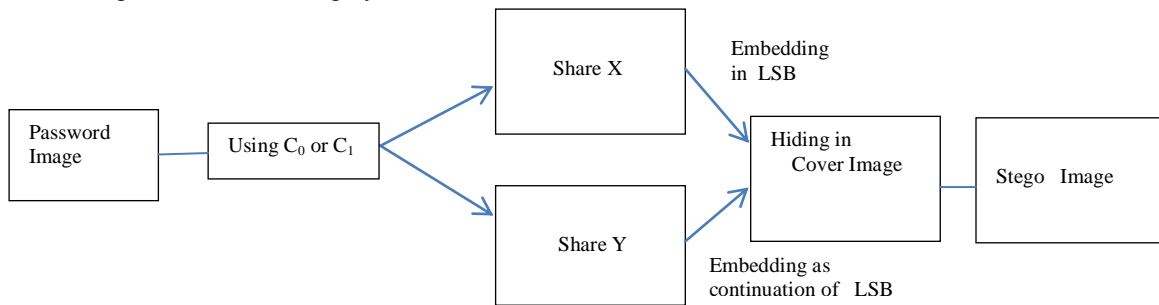 Password
Image
Using C₀ or C₁
Share X
Share Y
Embedding
in LSB
Embedding as
continuation of LSB
Hiding in
Cover Image
Stego Image